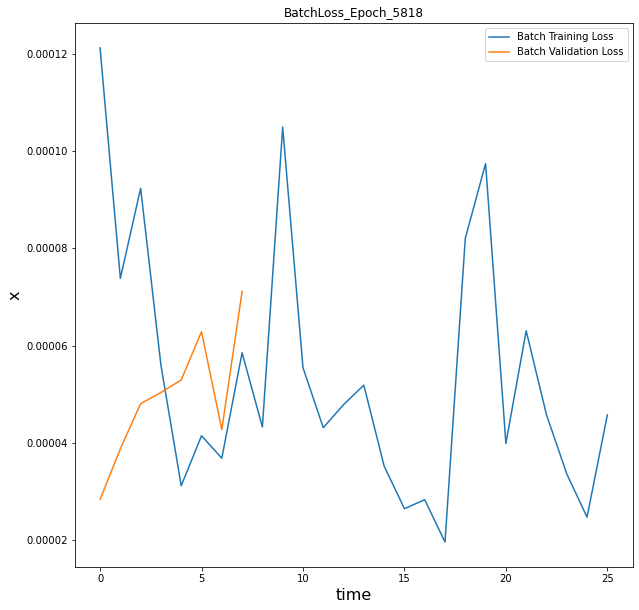 BatchLoss_Epoch_5818
Batch Training Loss
Batch Validation Loss
0.00012
0.00010
0.00008
0.00006
0.00004
0.00002
x
0 5 10 15 20 25
time